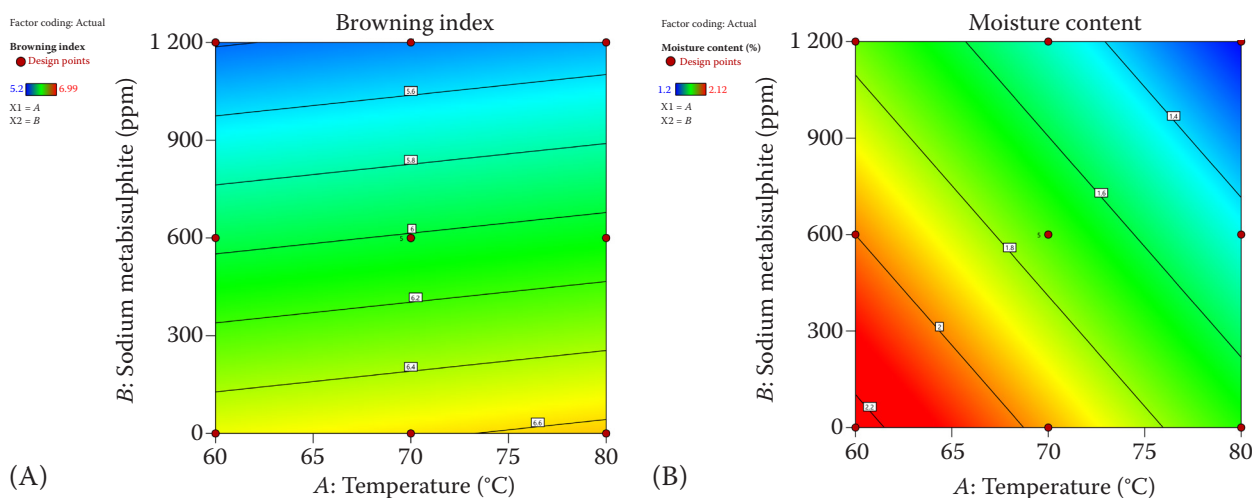 Factor coding: Actual
Browning index
Design points
5.2 6.99
X1 = A
X2 = B
Browning index
B: Sodium metabisulphite (ppm)
1 200
900
600
300
0
5.6
5.8
6
5
6.2
6.4
6.6
60 65 70 75 80
A: Temperature (°C)
(A)
Factor coding: Actual
Moisture content (%)
Design points
1.2 2.12
X1 = A
X2 = B
Moisture content
B: Sodium metabisulphite (ppm)
1 200
900
600
300
0
1.4
1.6
5
1.8
2
2.2
60 65 70 75 80
A: Temperature (°C)
(B)